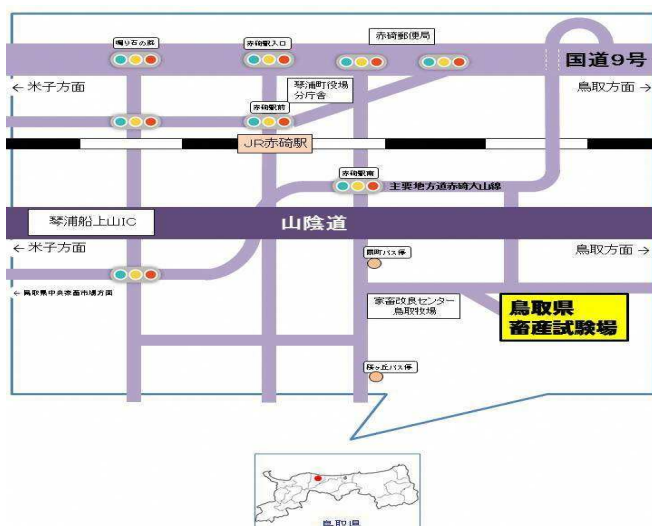 鳴り石の浜
赤碕駅入口
赤碕郵便局
国道9号
← 米子方面
琴浦町役場
分庁舎
鳥取方面 →
赤碕駅前
JR赤碕駅
赤碕駅南
主要地方道赤碕大山線
琴浦船上山IC
山陰道
← 米子方面
鳥取方面 →
← 鳥取県中央家畜市場方面
家畜改良センター
鳥取牧場
鳥取県
畜産試験場
桜ヶ丘バス停
鳥取県